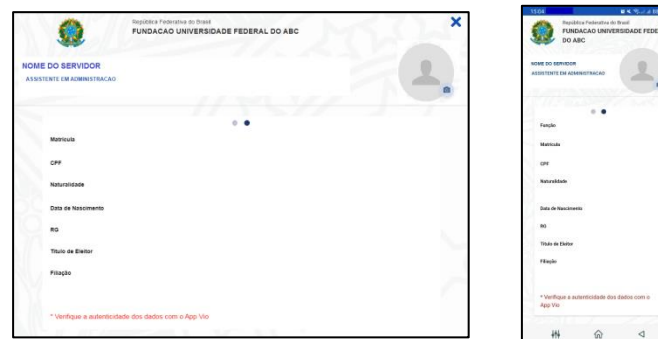 República Federativa do Brasil
FUNDACAO UNIVERSIDADE FEDERAL DO ABC
NOME DO SERVIDOR
ASSISTENTE EM ADMINISTRACAO
Matrícula
CPF
Naturalidade
Data de Nascimento
RG
Título de Eleitor
Filiação
* Verifique a autenticidade dos dados com o App Vio
15:04
República Federativa do Brasil
FUNDACAO UNIVERSIDADE FEDE
DO ABC
NOME DO SERVIDOR
ASSISTENTE EM ADMINISTRACAO
Função
Matrícula
CPF
Naturalidade
Data de Nascimento
RG
Título de Eleitor
Filiação
* Verifique a autenticidade dos dados com o
App Vio